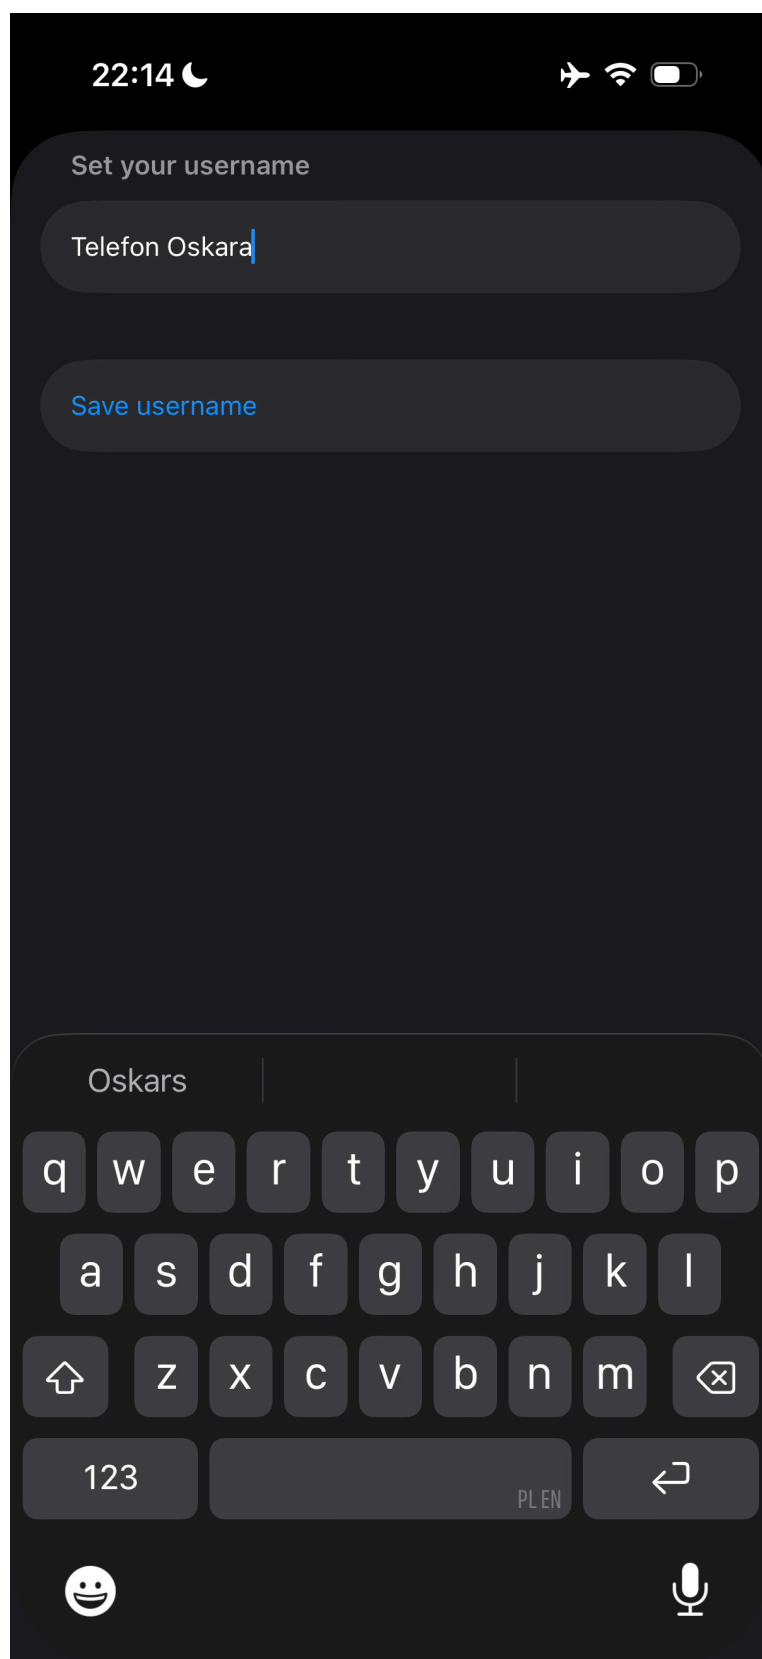 22:14
Set your username
Telefon Oskara
Save username
Oskars
q w e r t y u i o p
a s d f g h j k l
z x c v b n m
123
PL EN